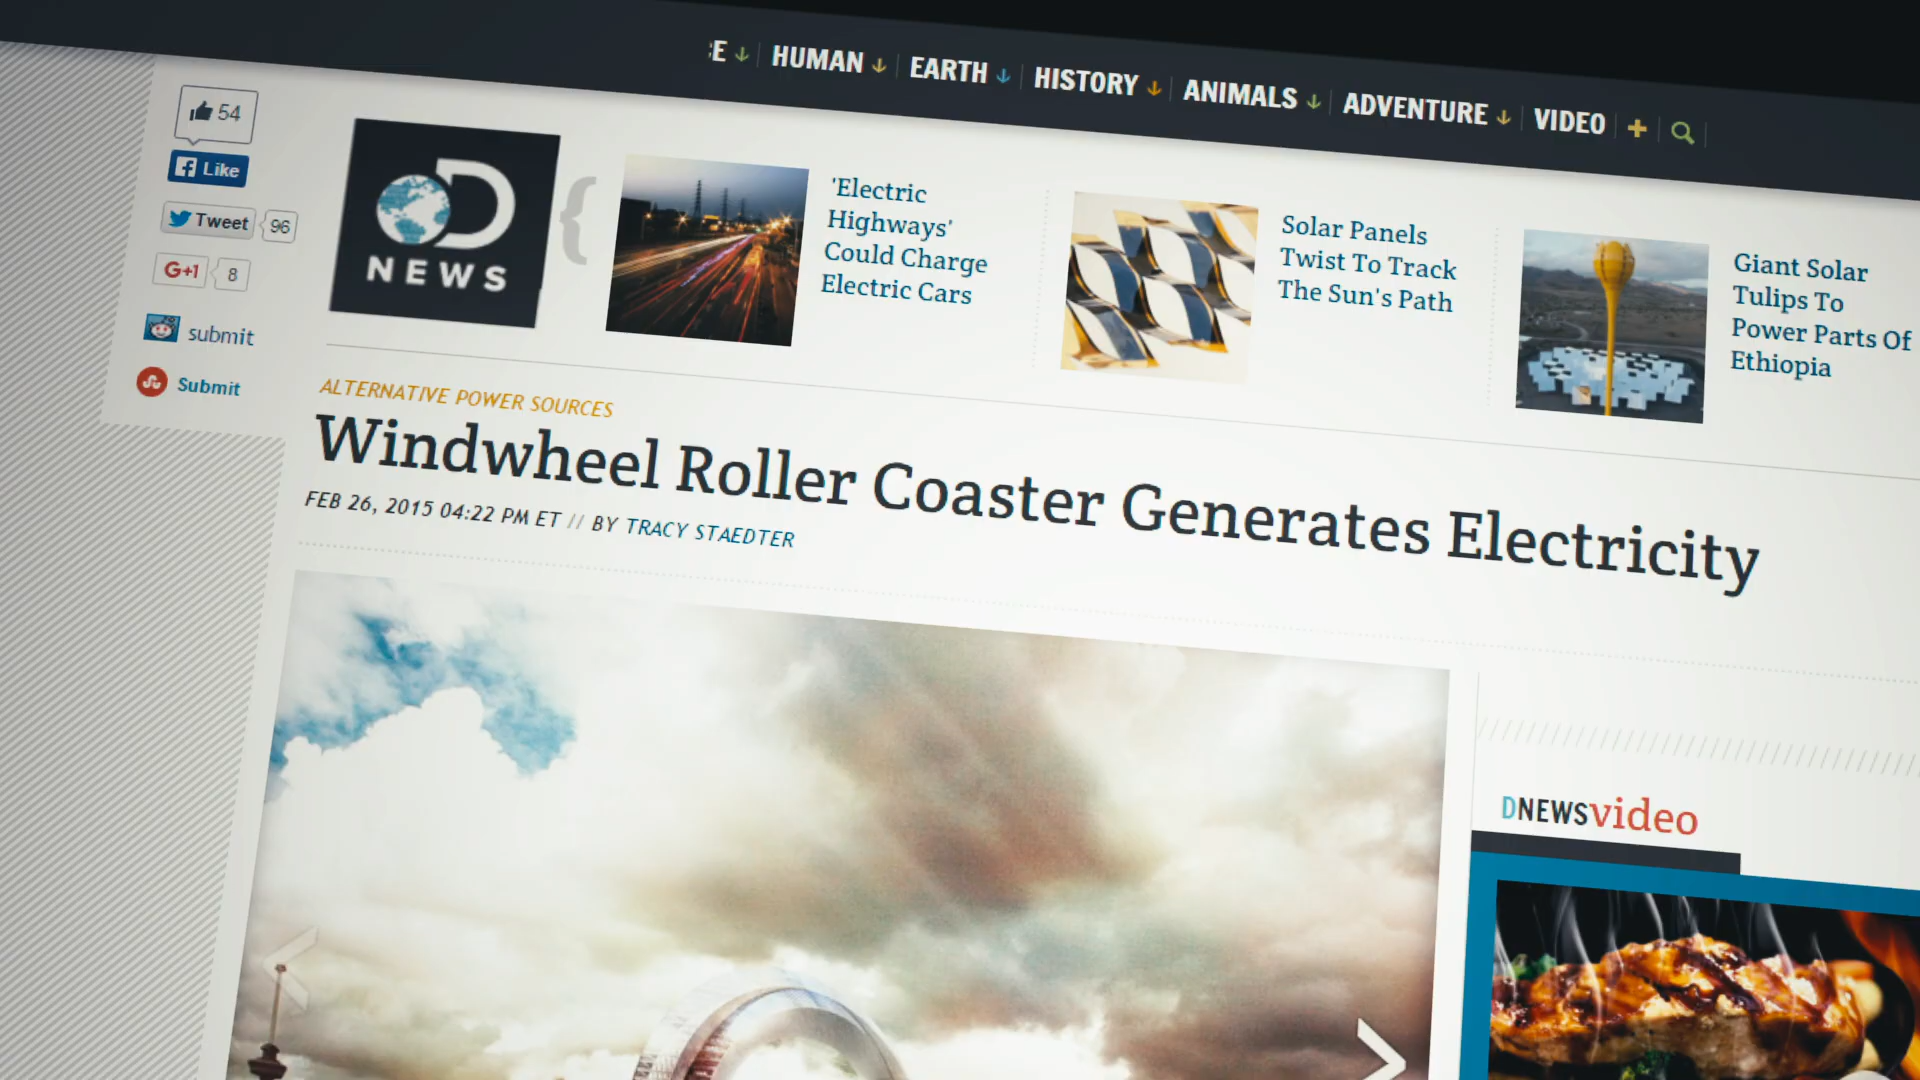 E HUMAN EARTH HISTORY ANIMALS ADVENTURE VIDEO +
54
Like
Tweet 96
G+1 8
submit
Submit
D
NEWS
'Electric
Highways'
Could Charge
Electric Cars
Solar Panels
Twist To Track
The Sun's Path
Giant Solar
Tulips To
Power Parts Of
Ethiopia
ALTERNATIVE POWER SOURCES
Windwheel Roller Coaster Generates Electricity
FEB 26, 2015 04:22 PM ET // BY TRACY STAEDTER
DNEWSvideo